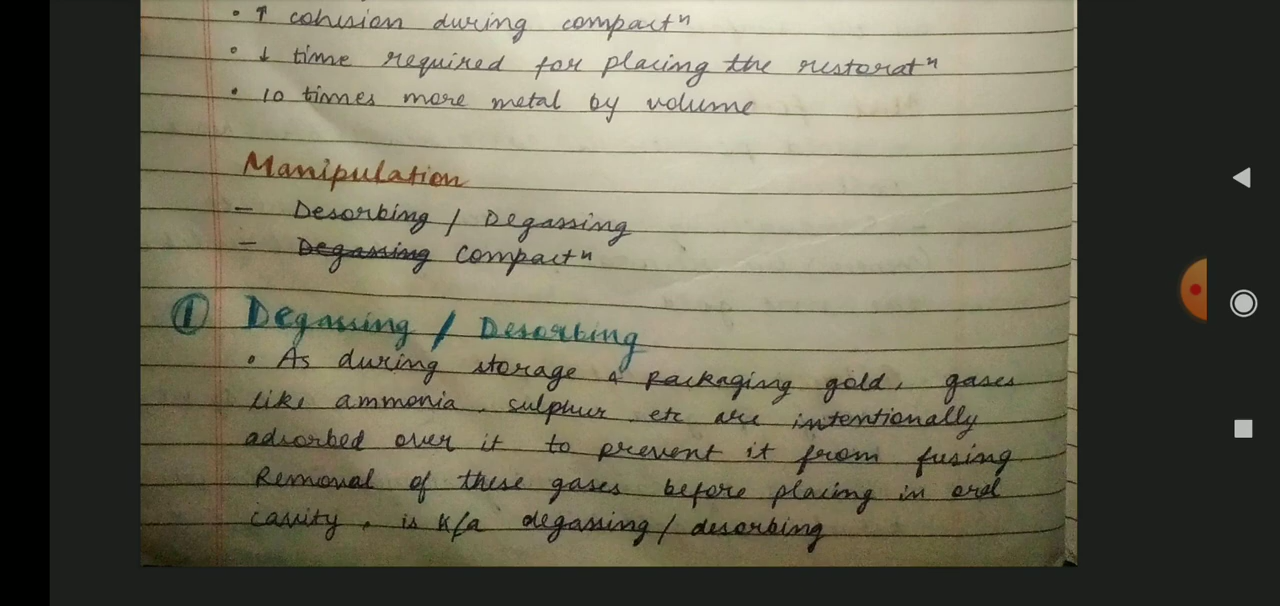 • ↑ cohesion during compactⁿ
• ↓ time required for placing the restoratⁿ
• 10 times more metal by volume
Manipulation
– Desorbing / Degassing
– Degassing compactⁿ
① Degassing / Desorbing
• As during storage & packaging gold, gases
like ammonia, sulphur etc are intentionally
adsorbed over it to prevent it from fusing
Removal of these gases before placing in oral
cavity, is k/a degassing / desorbing